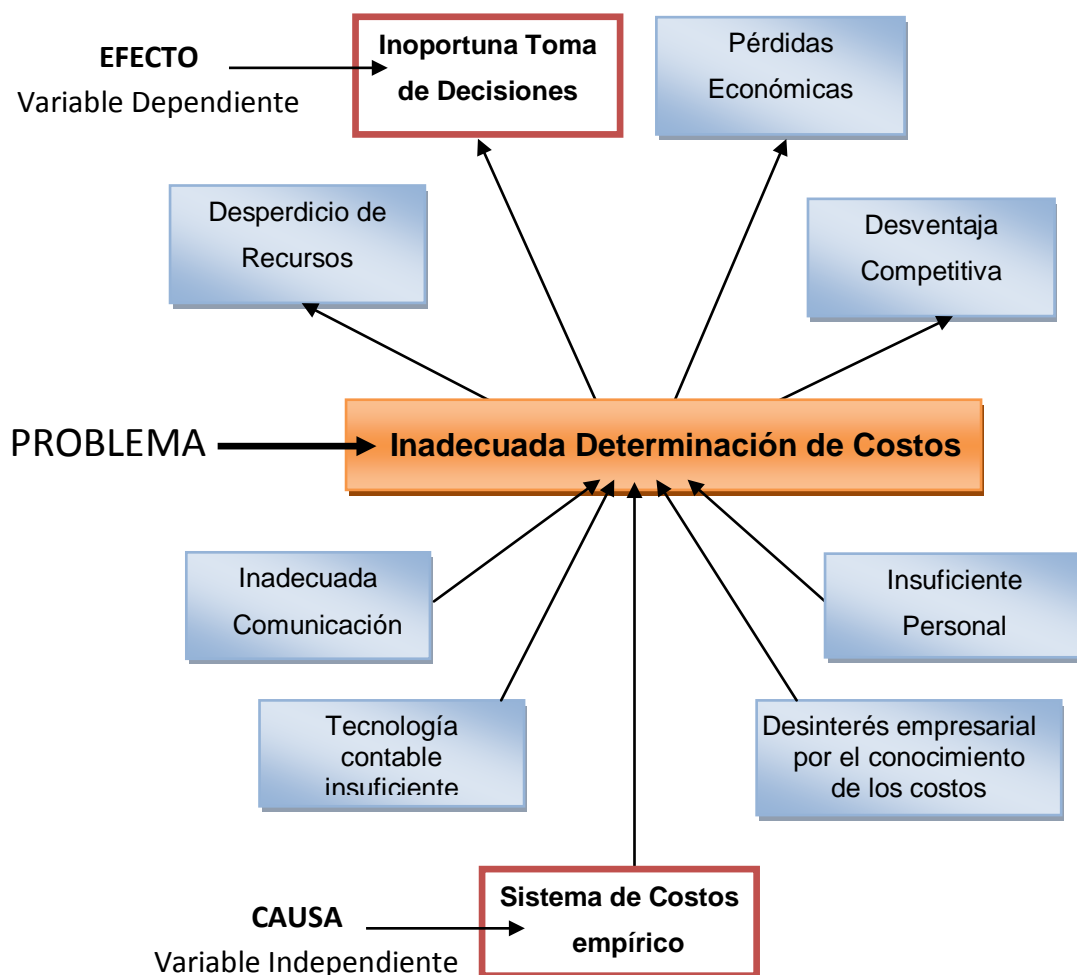 EFECTO
Variable Dependiente
Inoportuna Toma
de Decisiones
Pérdidas
Económicas
Desperdicio de
Recursos
Desventaja
Competitiva
PROBLEMA
Inadecuada Determinación de Costos
Inadecuada
Comunicación
Insuficiente
Personal
Tecnología
contable
insuficiente
Desinterés empresarial
por el conocimiento
de los costos
CAUSA
Variable Independiente
Sistema de Costos
empírico